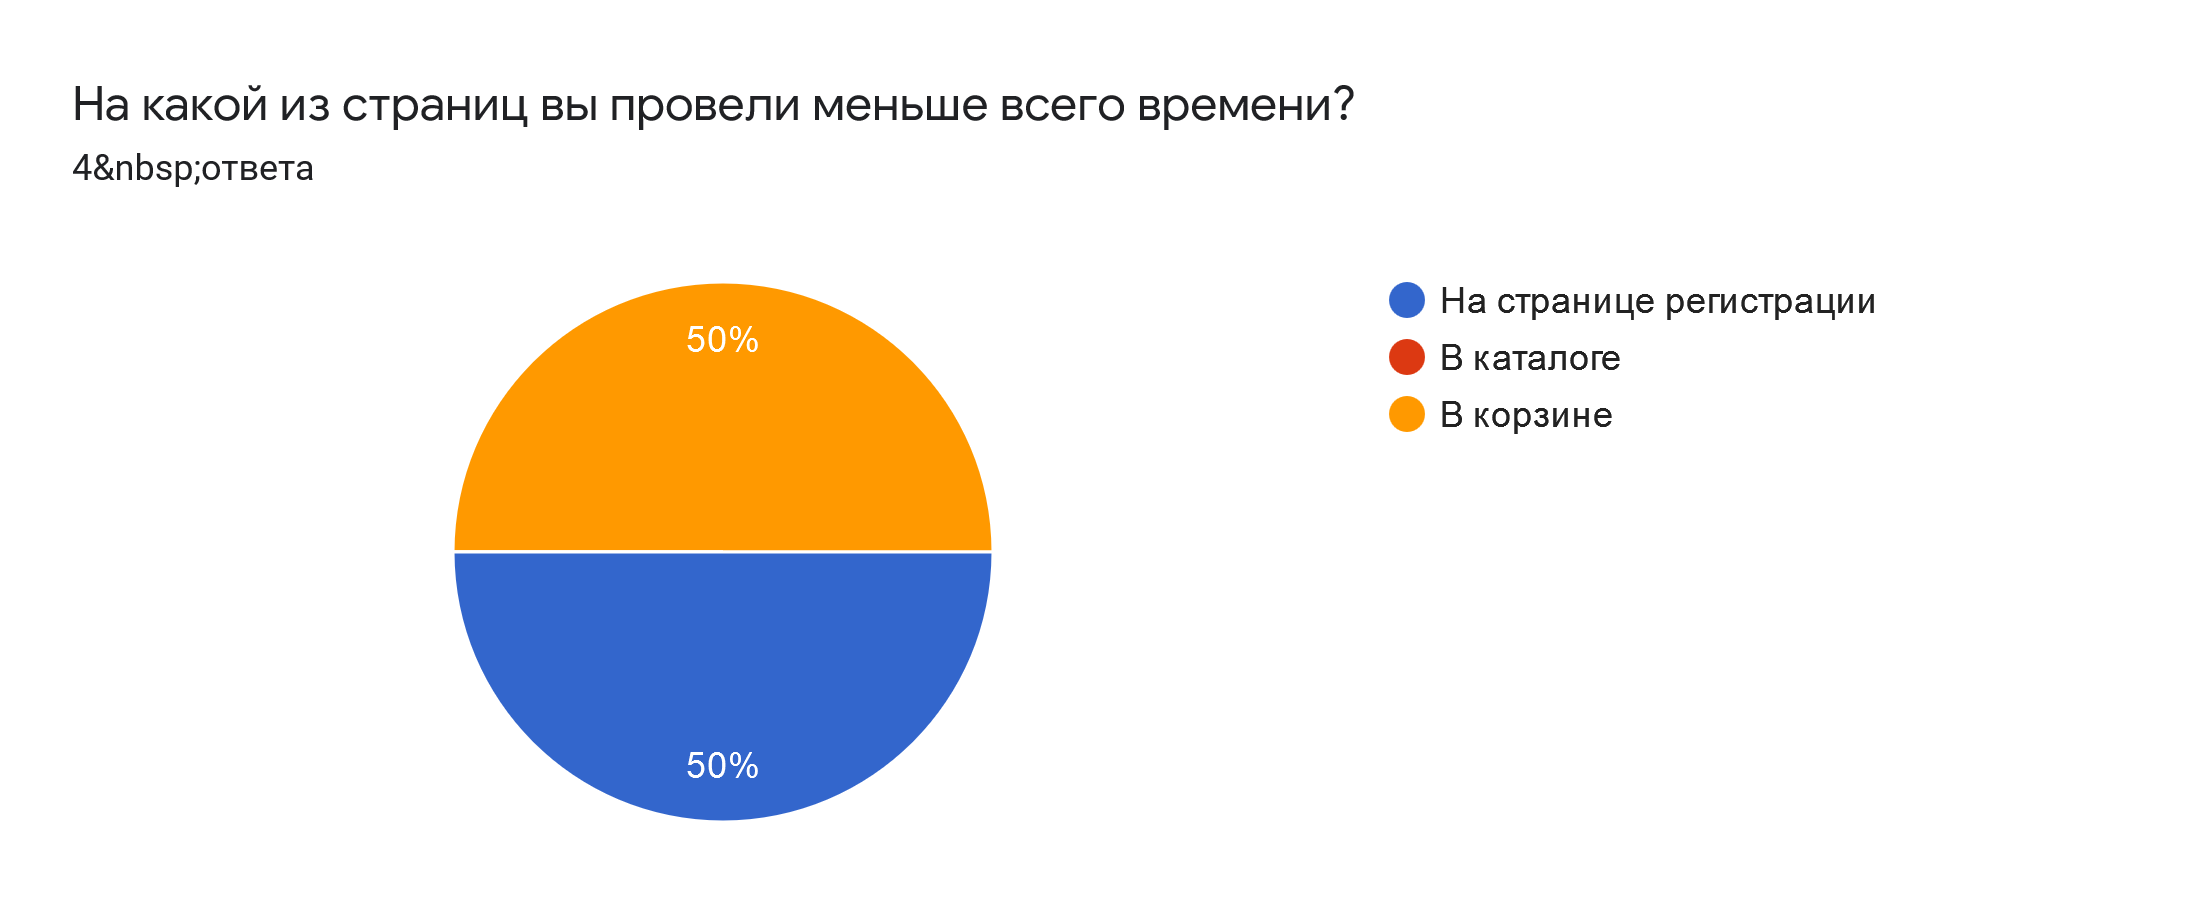 На какой из страниц вы провели меньше всего времени?
4&nbsp;ответа
50%
50%
На странице регистрации
В каталоге
В корзине